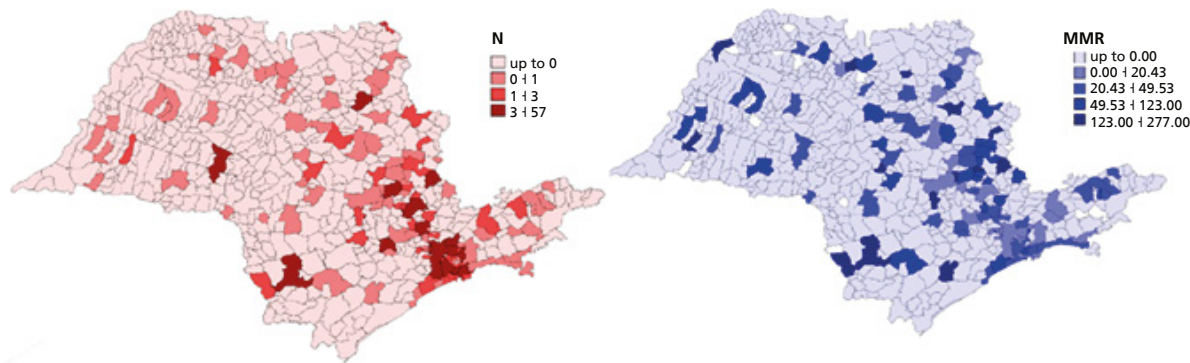 N
up to 0
0 ⫞ 1
1 ⫞ 3
3 ⫞ 57
MMR
up to 0.00
0.00 ⫞ 20.43
20.43 ⫞ 49.53
49.53 ⫞ 123.00
123.00 ⫞ 277.00